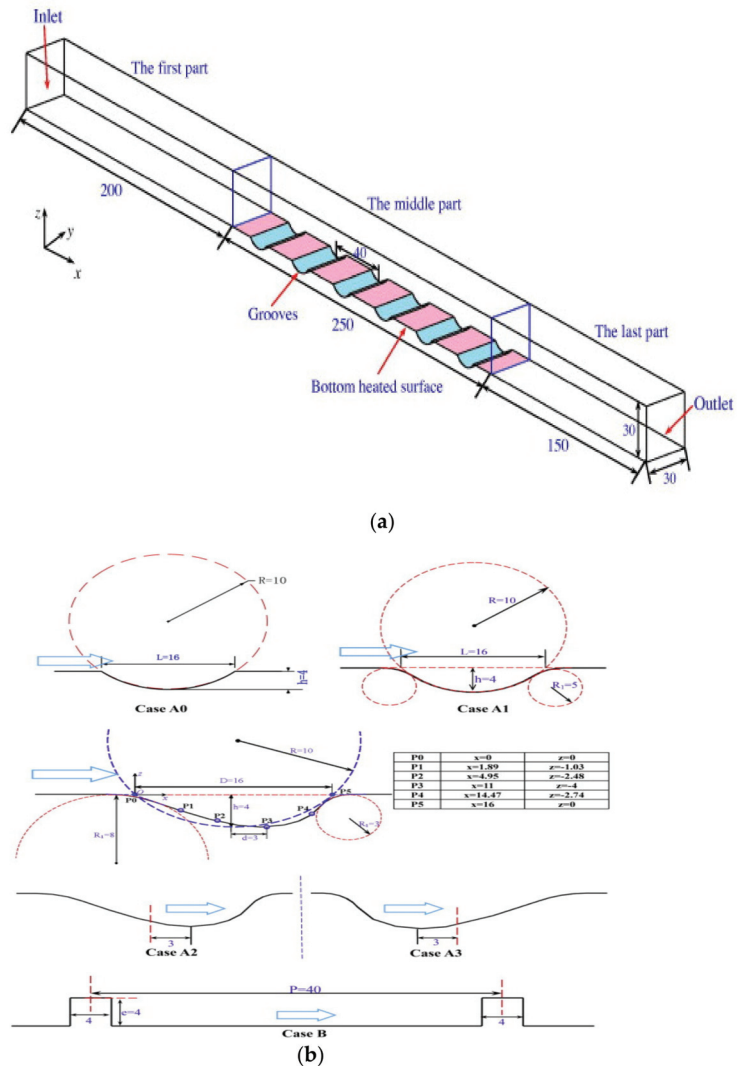 Inlet
The first part
200
The middle part
z
y
x
40
Grooves
250
The last part
Bottom heated surface
Outlet
30
150
30
(a)
R=10
R=10
L=16
L=16
h=4
h=4
R₁=5
Case A0
Case A1
R=10
D=16
z
x
P0
P5
P1
h=4
P2
P3
P4
d=3
P0 x=0 z=0
P1 x=1.89 z=-1.03
P2 x=4.95 z=-2.48
P3 x=11 z=-4
P4 x=14.47 z=-2.74
P5 x=16 z=0
3
3
Case A2
Case A3
P=40
e=4
4
4
Case B
(b)